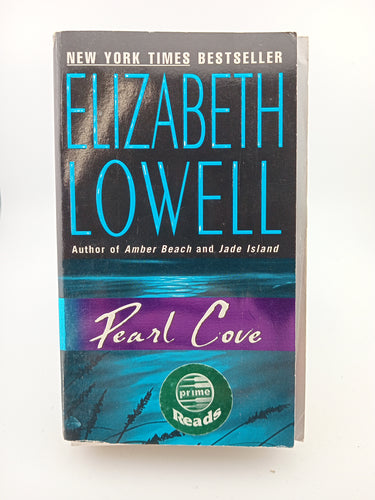 NEW YORK TIMES BESTSELLER
ELIZABETH
LOWELL
Author of Amber Beach and Jade Island
Pearl Cove
prime
Reads